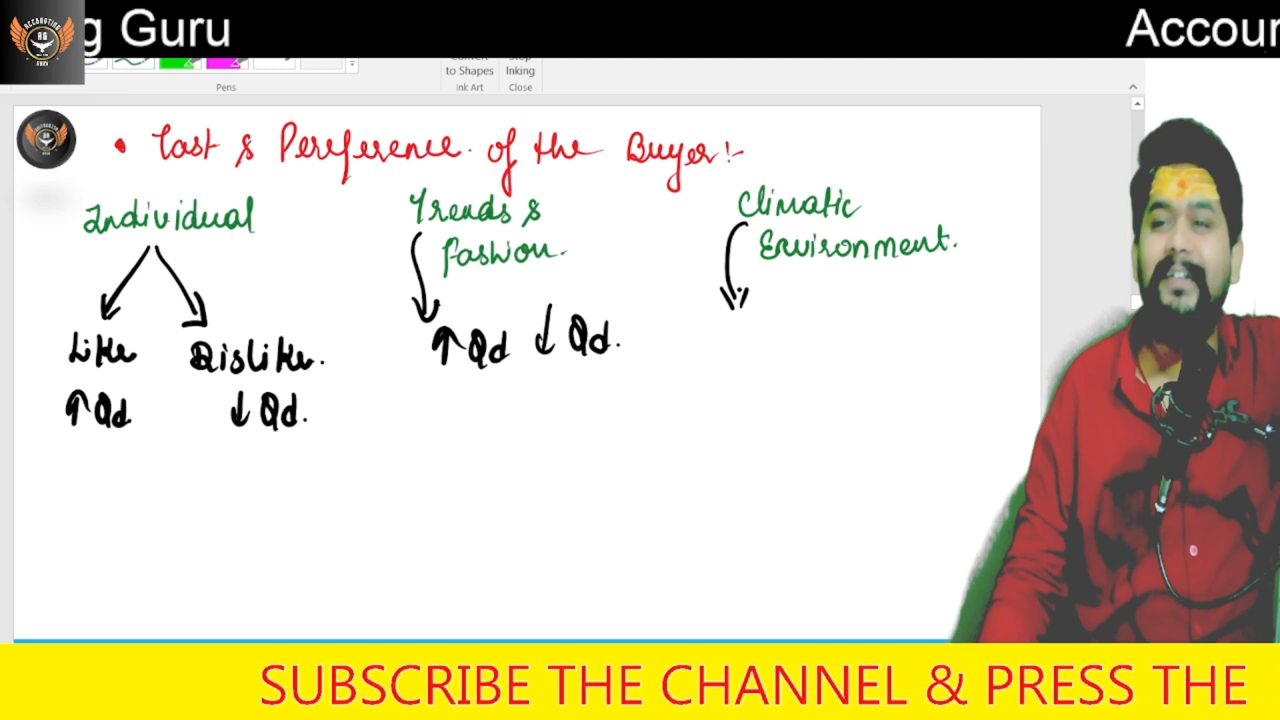 g Guru
Accour
to Shapes
Inking
Pens
Ink Art
Close
• Tast & Pereference. of the Buyer:-
Individual
Trends &
fashion.
Climatic
Environment.
Like
Dislike.
↑Qd
↓ Qd.
↑Qd ↓ Qd.
SUBSCRIBE THE CHANNEL & PRESS THE